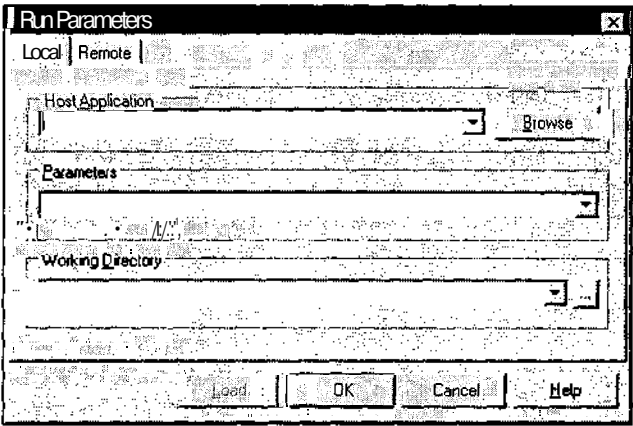 Run Parameters
Local Remote
Host Application
Browse
Parameters
Working Directory
...
Load OK Cancel Help